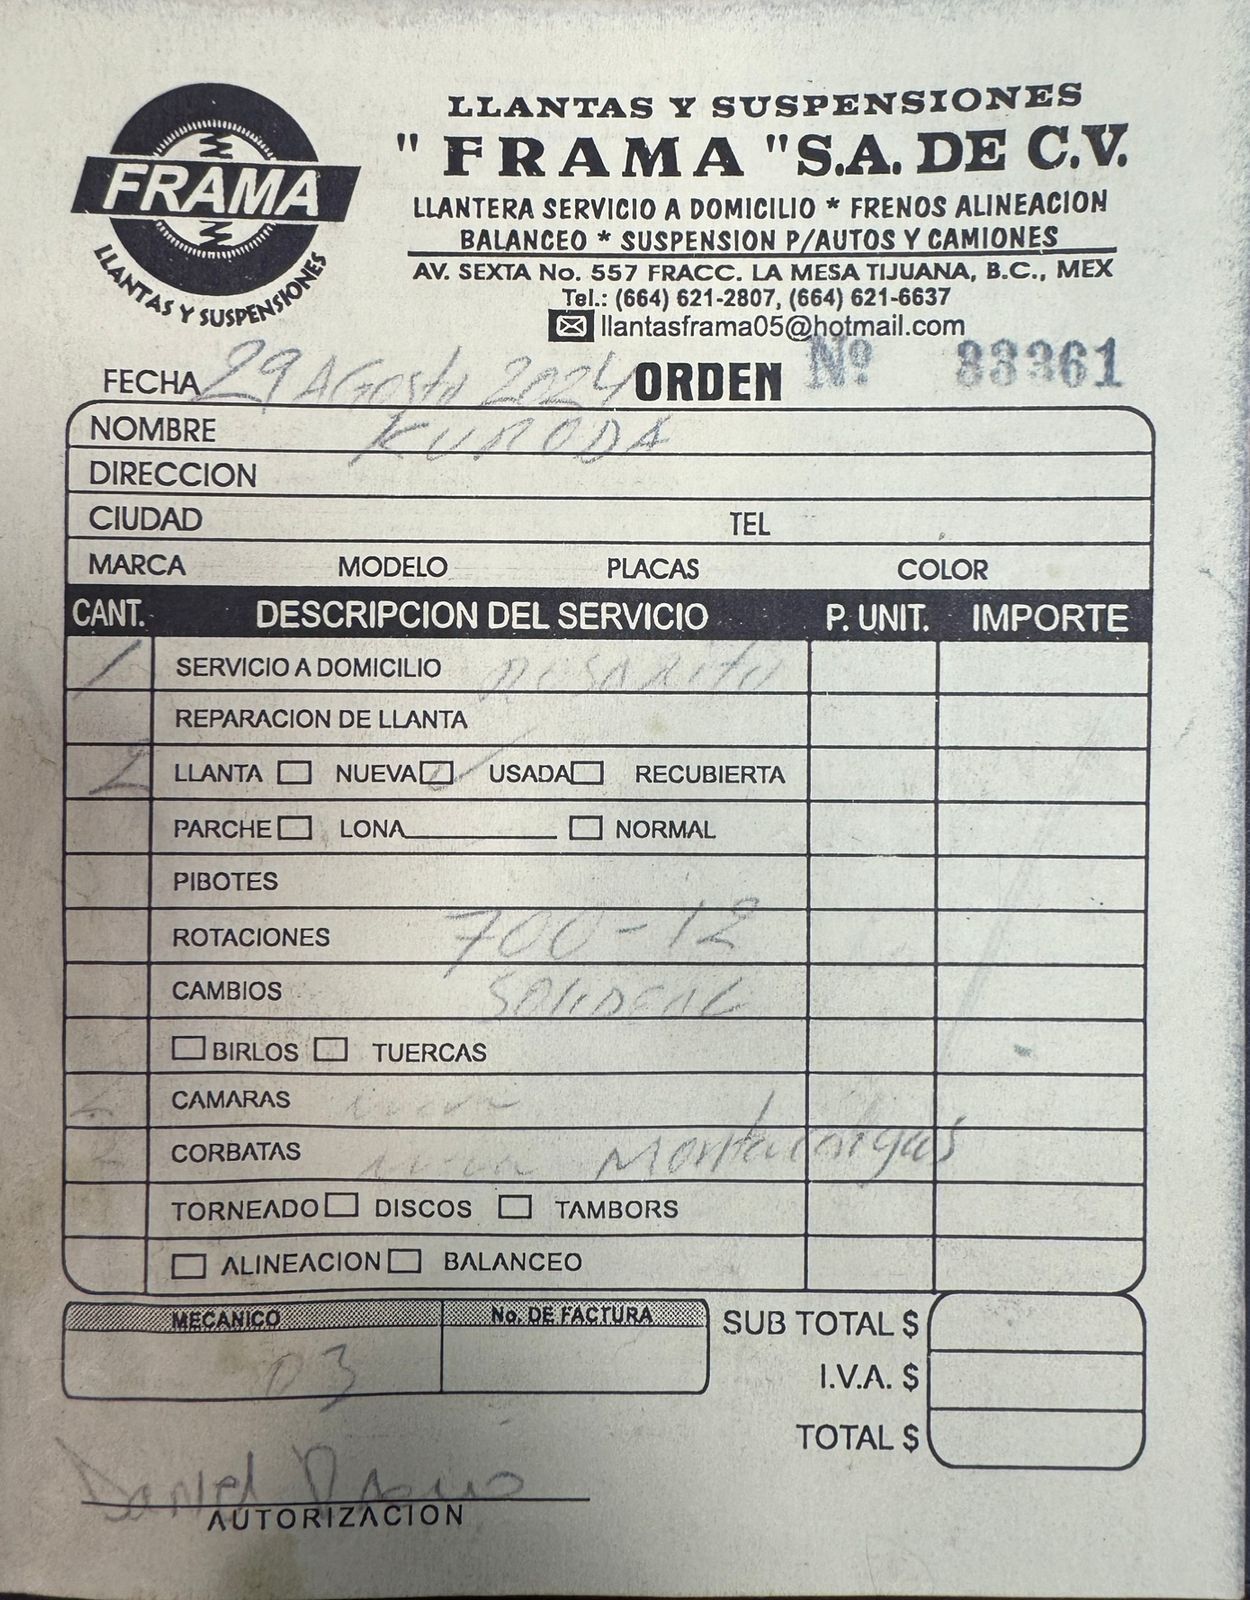 FRAMA
LLANTAS Y SUSPENSIONES
LLANTAS Y SUSPENSIONES
" FRAMA "S.A. DE C.V.
LLANTERA SERVICIO A DOMICILIO * FRENOS ALINEACION
BALANCEO * SUSPENSION P/AUTOS Y CAMIONES
AV. SEXTA No. 557 FRACC. LA MESA TIJUANA, B.C., MEX
Tel.: (664) 621-2807, (664) 621-6637
llantasframa05@hotmail.com
FECHA 29 AGosto 2024 ORDEN Nº 33361
NOMBRE KURODA
DIRECCION
CIUDAD TEL
MARCA MODELO PLACAS COLOR
CANT. DESCRIPCION DEL SERVICIO P. UNIT. IMPORTE
1 SERVICIO A DOMICILIO ROSARITO
REPARACION DE LLANTA
2 LLANTA NUEVA USADA RECUBIERTA
PARCHE LONA NORMAL
PIBOTES
ROTACIONES 700-12
CAMBIOS SOLIDEAL
BIRLOS TUERCAS
CAMARAS
2 CORBATAS Montacargas
TORNEADO DISCOS TAMBORS
ALINEACION BALANCEO
MECANICO No. DE FACTURA SUB TOTAL $
03
I.V.A. $
TOTAL $
Daniel
AUTORIZACION